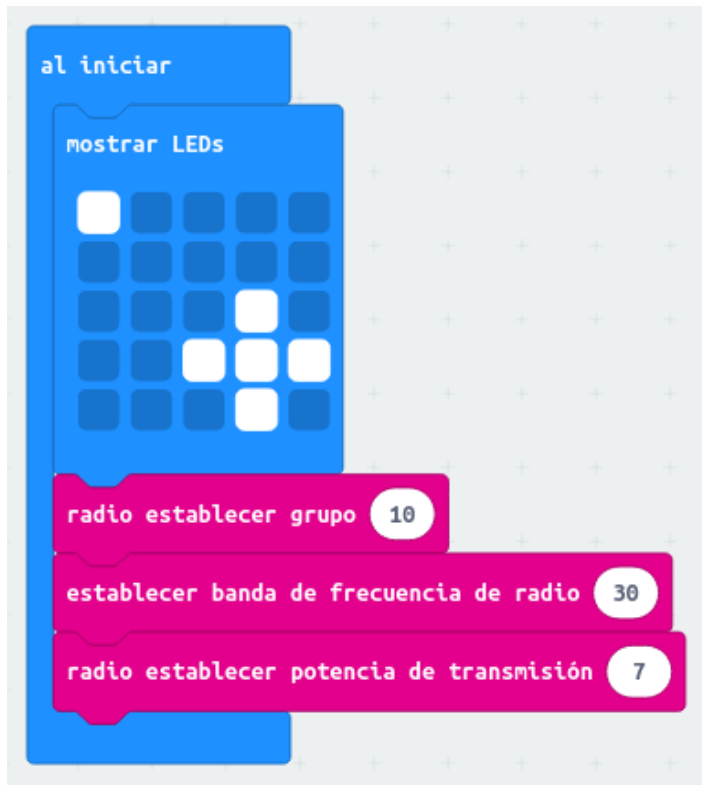 al iniciar
mostrar LEDs
radio establecer grupo 10
establecer banda de frecuencia de radio 30
radio establecer potencia de transmisión 7